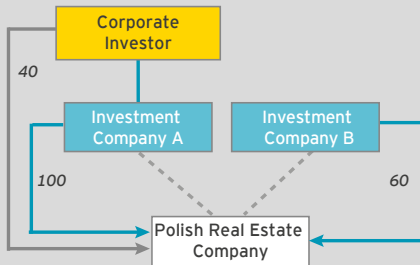 Corporate
Investor
40
Investment
Company A
Investment
Company B
100
60
Polish Real Estate
Company